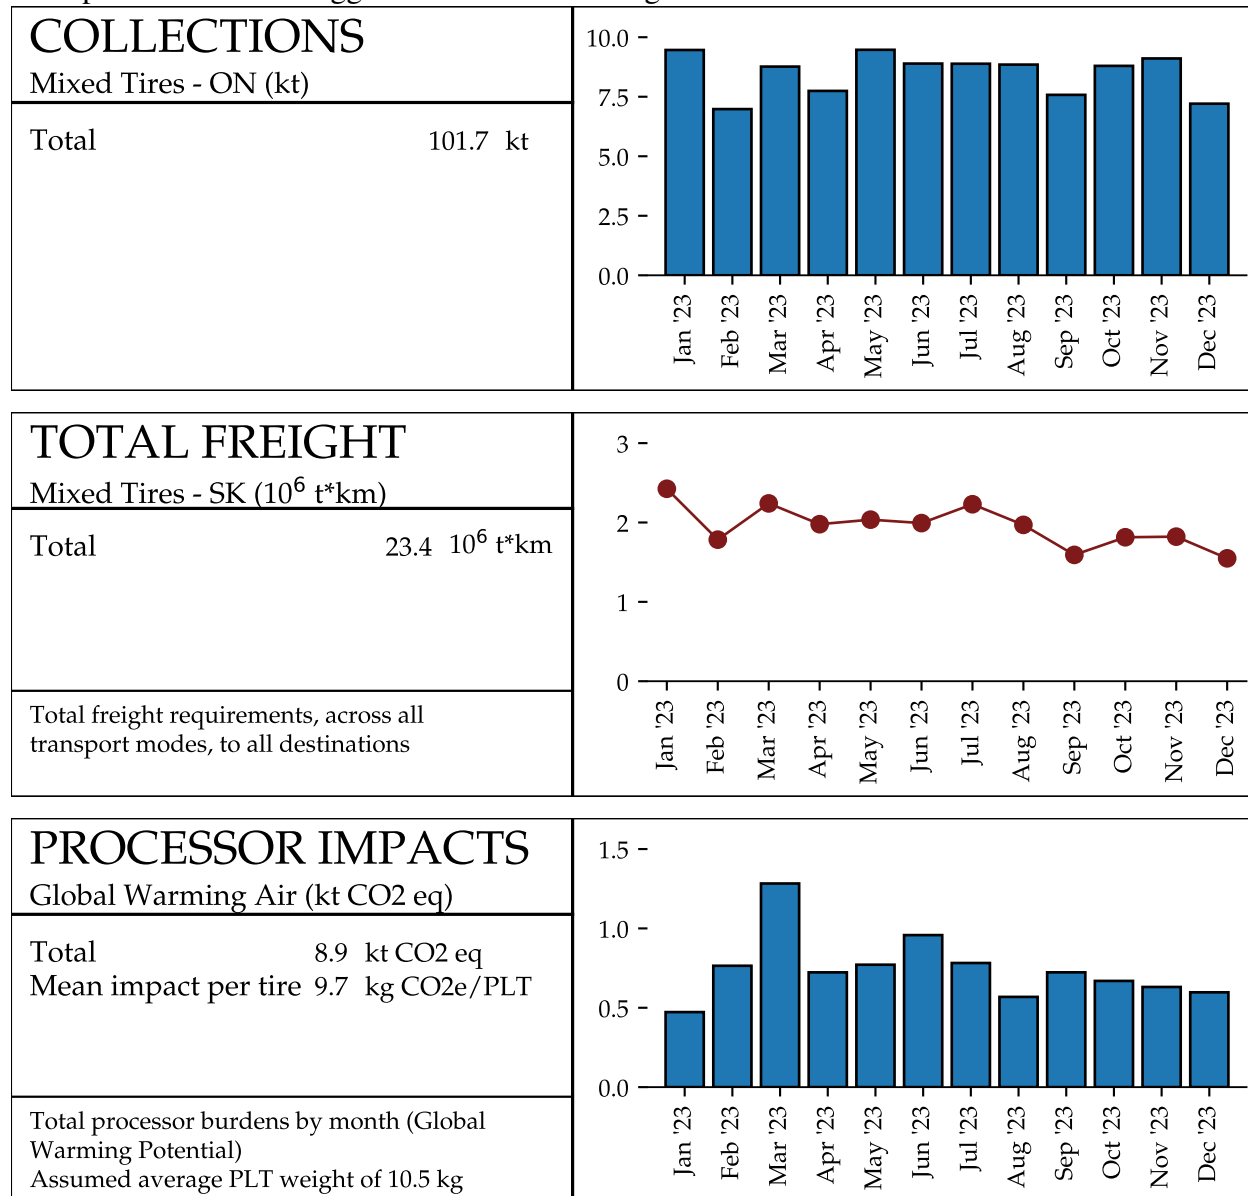 COLLECTIONS
Mixed Tires - ON (kt)
Total 101.7 kt
10.0
7.5
5.0
2.5
0.0
Jan '23 Feb '23 Mar '23 Apr '23 May '23 Jun '23 Jul '23 Aug '23 Sep '23 Oct '23 Nov '23 Dec '23
TOTAL FREIGHT
Mixed Tires - SK (10⁶ t*km)
Total 23.4 10⁶ t*km
Total freight requirements, across all
transport modes, to all destinations
3
2
1
0
Jan '23 Feb '23 Mar '23 Apr '23 May '23 Jun '23 Jul '23 Aug '23 Sep '23 Oct '23 Nov '23 Dec '23
PROCESSOR IMPACTS
Global Warming Air (kt CO2 eq)
Total 8.9 kt CO2 eq
Mean impact per tire 9.7 kg CO2e/PLT
Total processor burdens by month (Global
Warming Potential)
Assumed average PLT weight of 10.5 kg
1.5
1.0
0.5
0.0
Jan '23 Feb '23 Mar '23 Apr '23 May '23 Jun '23 Jul '23 Aug '23 Sep '23 Oct '23 Nov '23 Dec '23